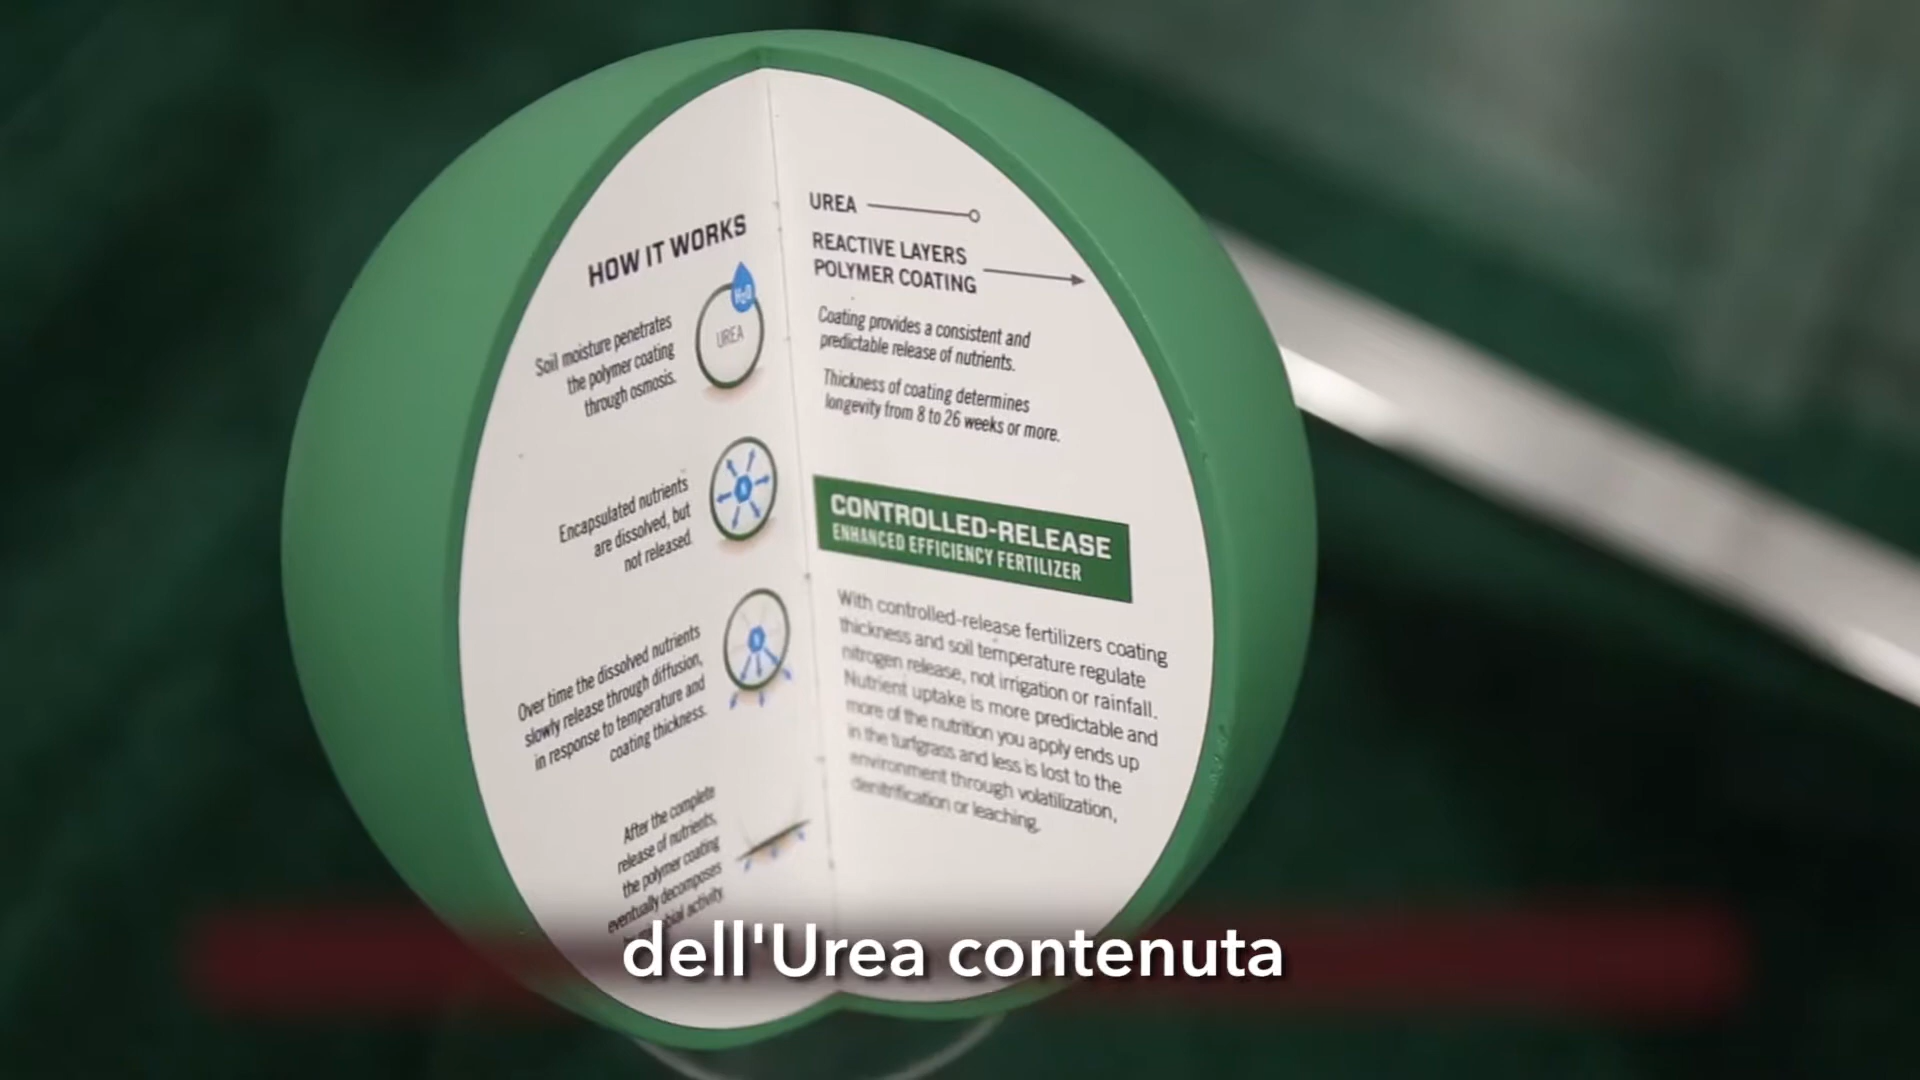 HOW IT WORKS
H₂O
UREA
Soil moisture penetrates
the polymer coating
through osmosis.
Encapsulated nutrients
are dissolved, but
not released.
Over time the dissolved nutrients
slowly release through diffusion,
in response to temperature and
coating thickness.
After the complete
release of nutrients,
the polymer coating
eventually decomposes
activity.
UREA
REACTIVE LAYERS
POLYMER COATING
Coating provides a consistent and
predictable release of nutrients.
Thickness of coating determines
longevity from 8 to 26 weeks or more.
CONTROLLED-RELEASE
ENHANCED EFFICIENCY FERTILIZER
With controlled-release fertilizers coating
thickness and soil temperature regulate
nitrogen release, not irrigation or rainfall.
Nutrient uptake is more predictable and
more of the nutrition you apply ends up
in the turfgrass and less is lost to the
environment through volatilization,
denitrification or leaching.
dell'Urea contenuta